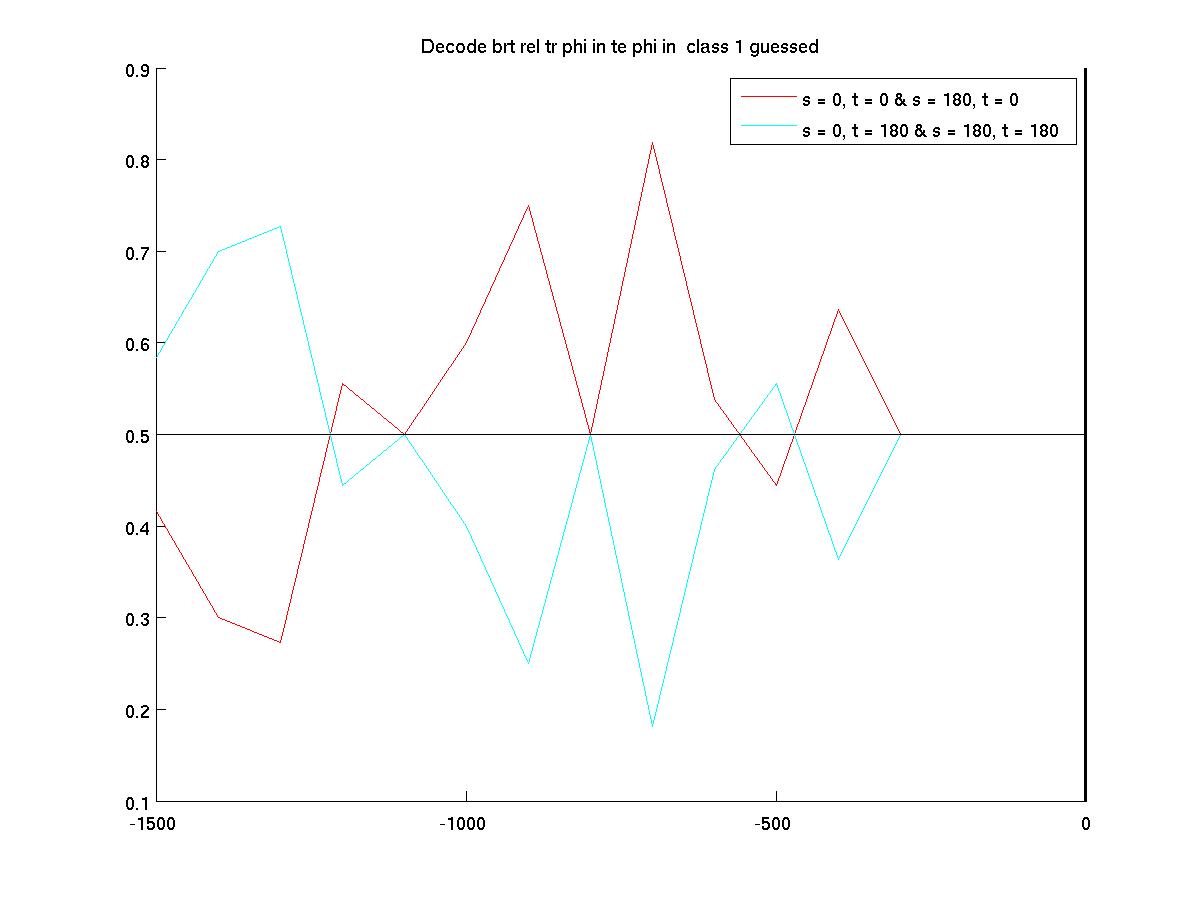 Decode brt rel tr phi in te phi in class 1 guessed
0.9
s = 0, t = 0 & s = 180, t = 0
s = 0, t = 180 & s = 180, t = 180
0.8
0.7
0.6
0.5
0.4
0.3
0.2
0.1
-1500 -1000 -500 0